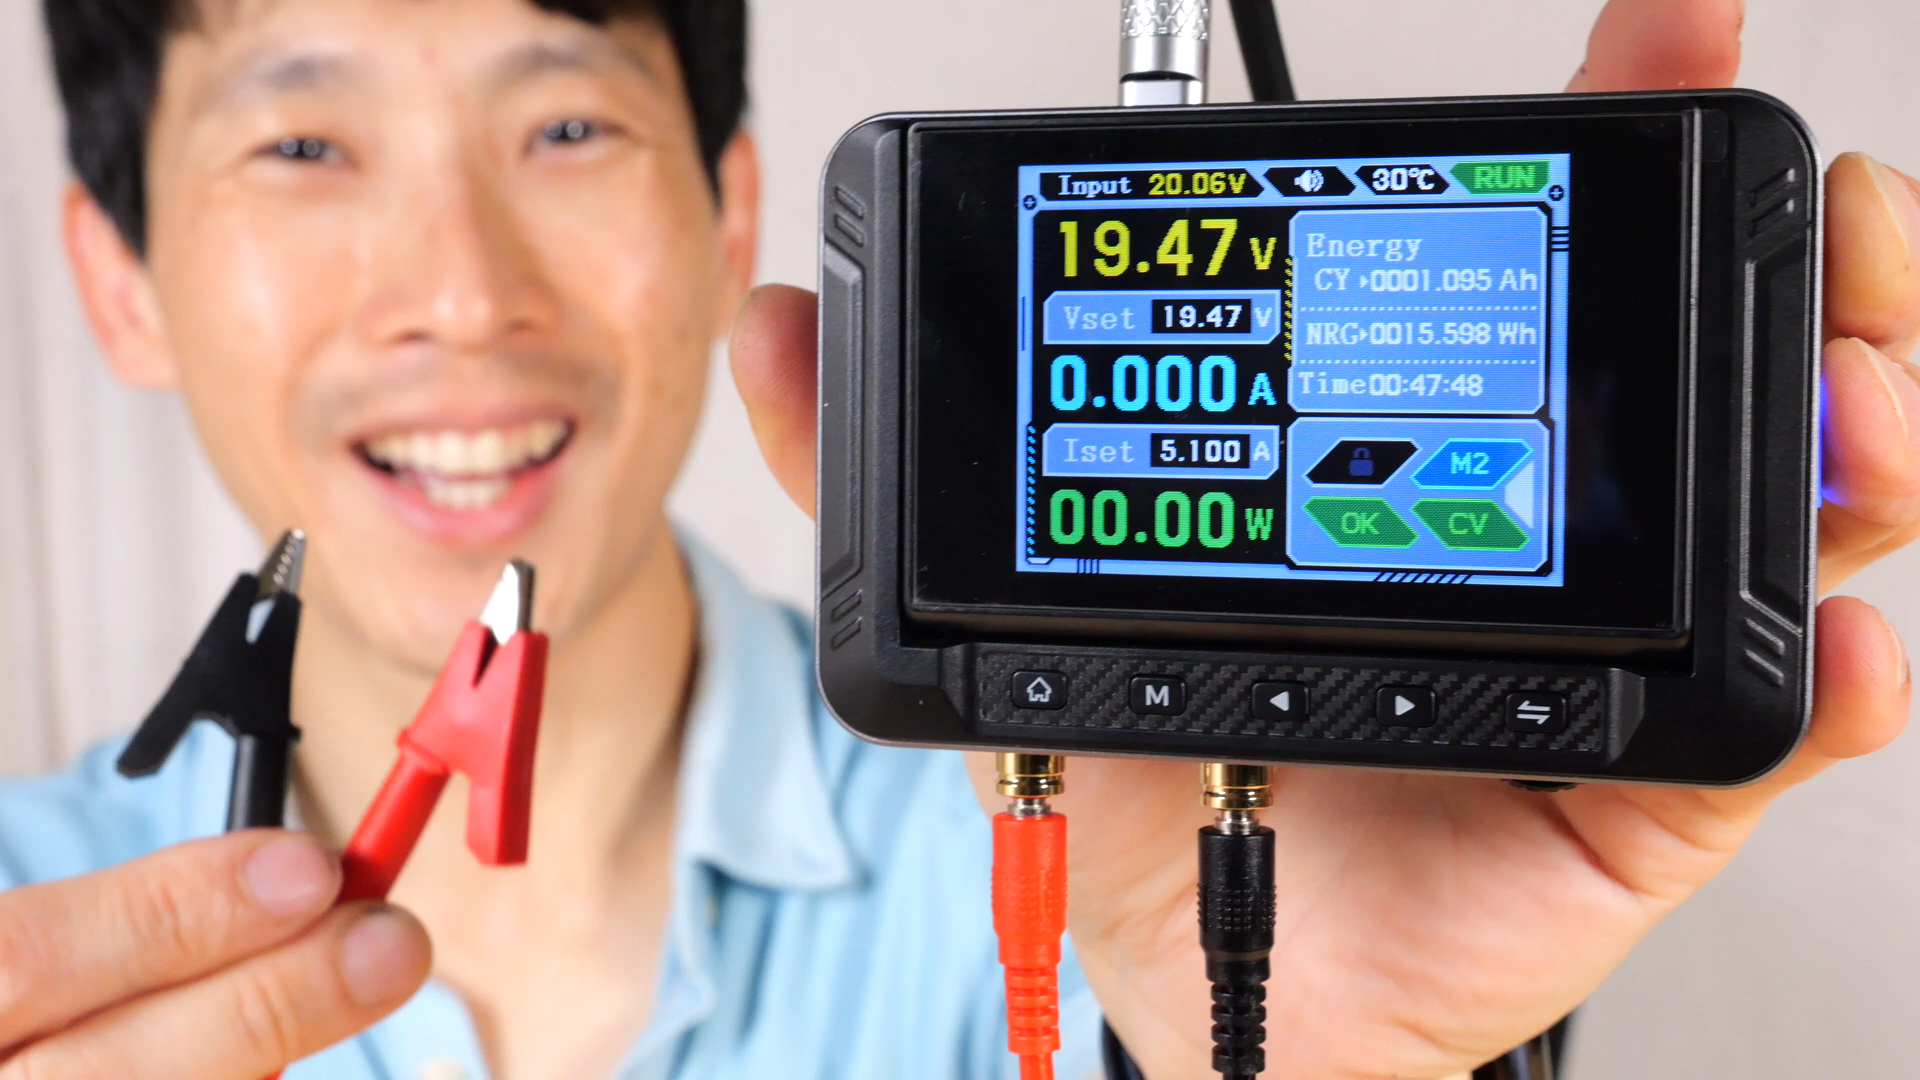 Input 20.06V 30℃ RUN
19.47 V
Vset 19.47 V
0.000 A
Iset 5.100 A
00.00 W
Energy
CY 0001.095 Ah
NRG 0015.598 Wh
Time 00:47:48
M2
OK CV
M